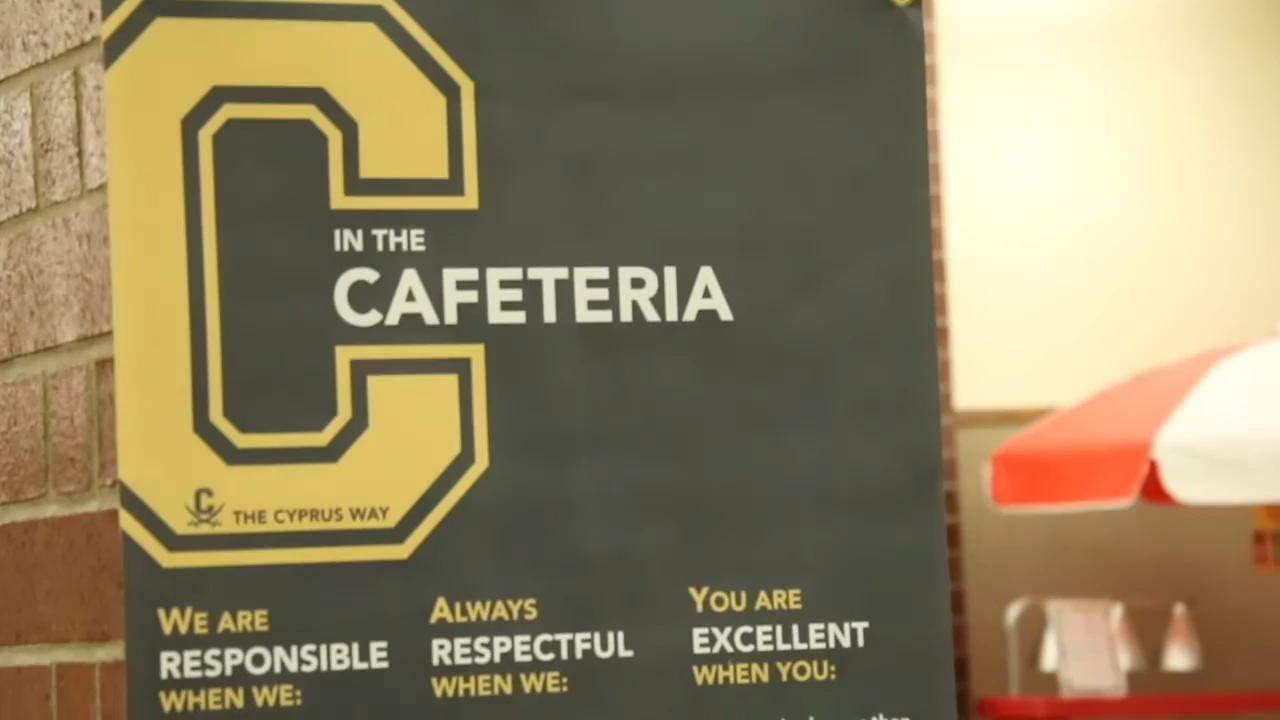 IN THE
CAFETERIA
C
THE CYPRUS WAY
WE ARE
RESPONSIBLE
WHEN WE:
ALWAYS
RESPECTFUL
WHEN WE:
YOU ARE
EXCELLENT
WHEN YOU: